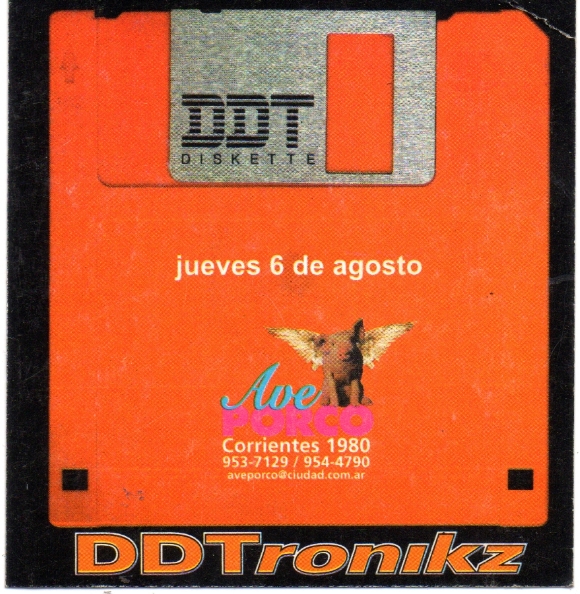 DDT
DISKETTE
jueves 6 de agosto
Ave
PORCO
Corrientes 1980
953-7129 / 954-4790
aveporco@ciudad.com.ar
DDTronikz